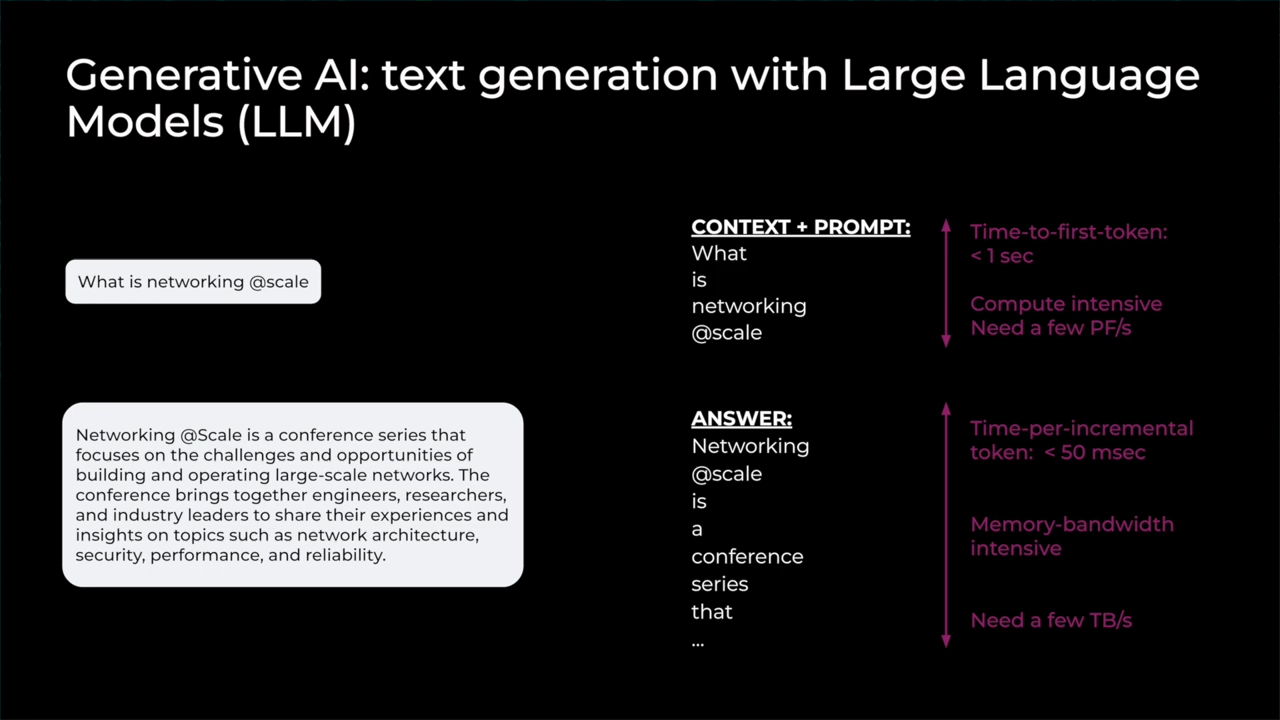 Generative AI: text generation with Large Language
Models (LLM)
What is networking @scale
Networking @Scale is a conference series that
focuses on the challenges and opportunities of
building and operating large-scale networks. The
conference brings together engineers, researchers,
and industry leaders to share their experiences and
insights on topics such as network architecture,
security, performance, and reliability.
CONTEXT + PROMPT:
What
is
networking
@scale
Time-to-first-token:
< 1 sec
Compute intensive
Need a few PF/s
ANSWER:
Networking
@scale
is
a
conference
series
that
...
Time-per-incremental
token: < 50 msec
Memory-bandwidth
intensive
Need a few TB/s